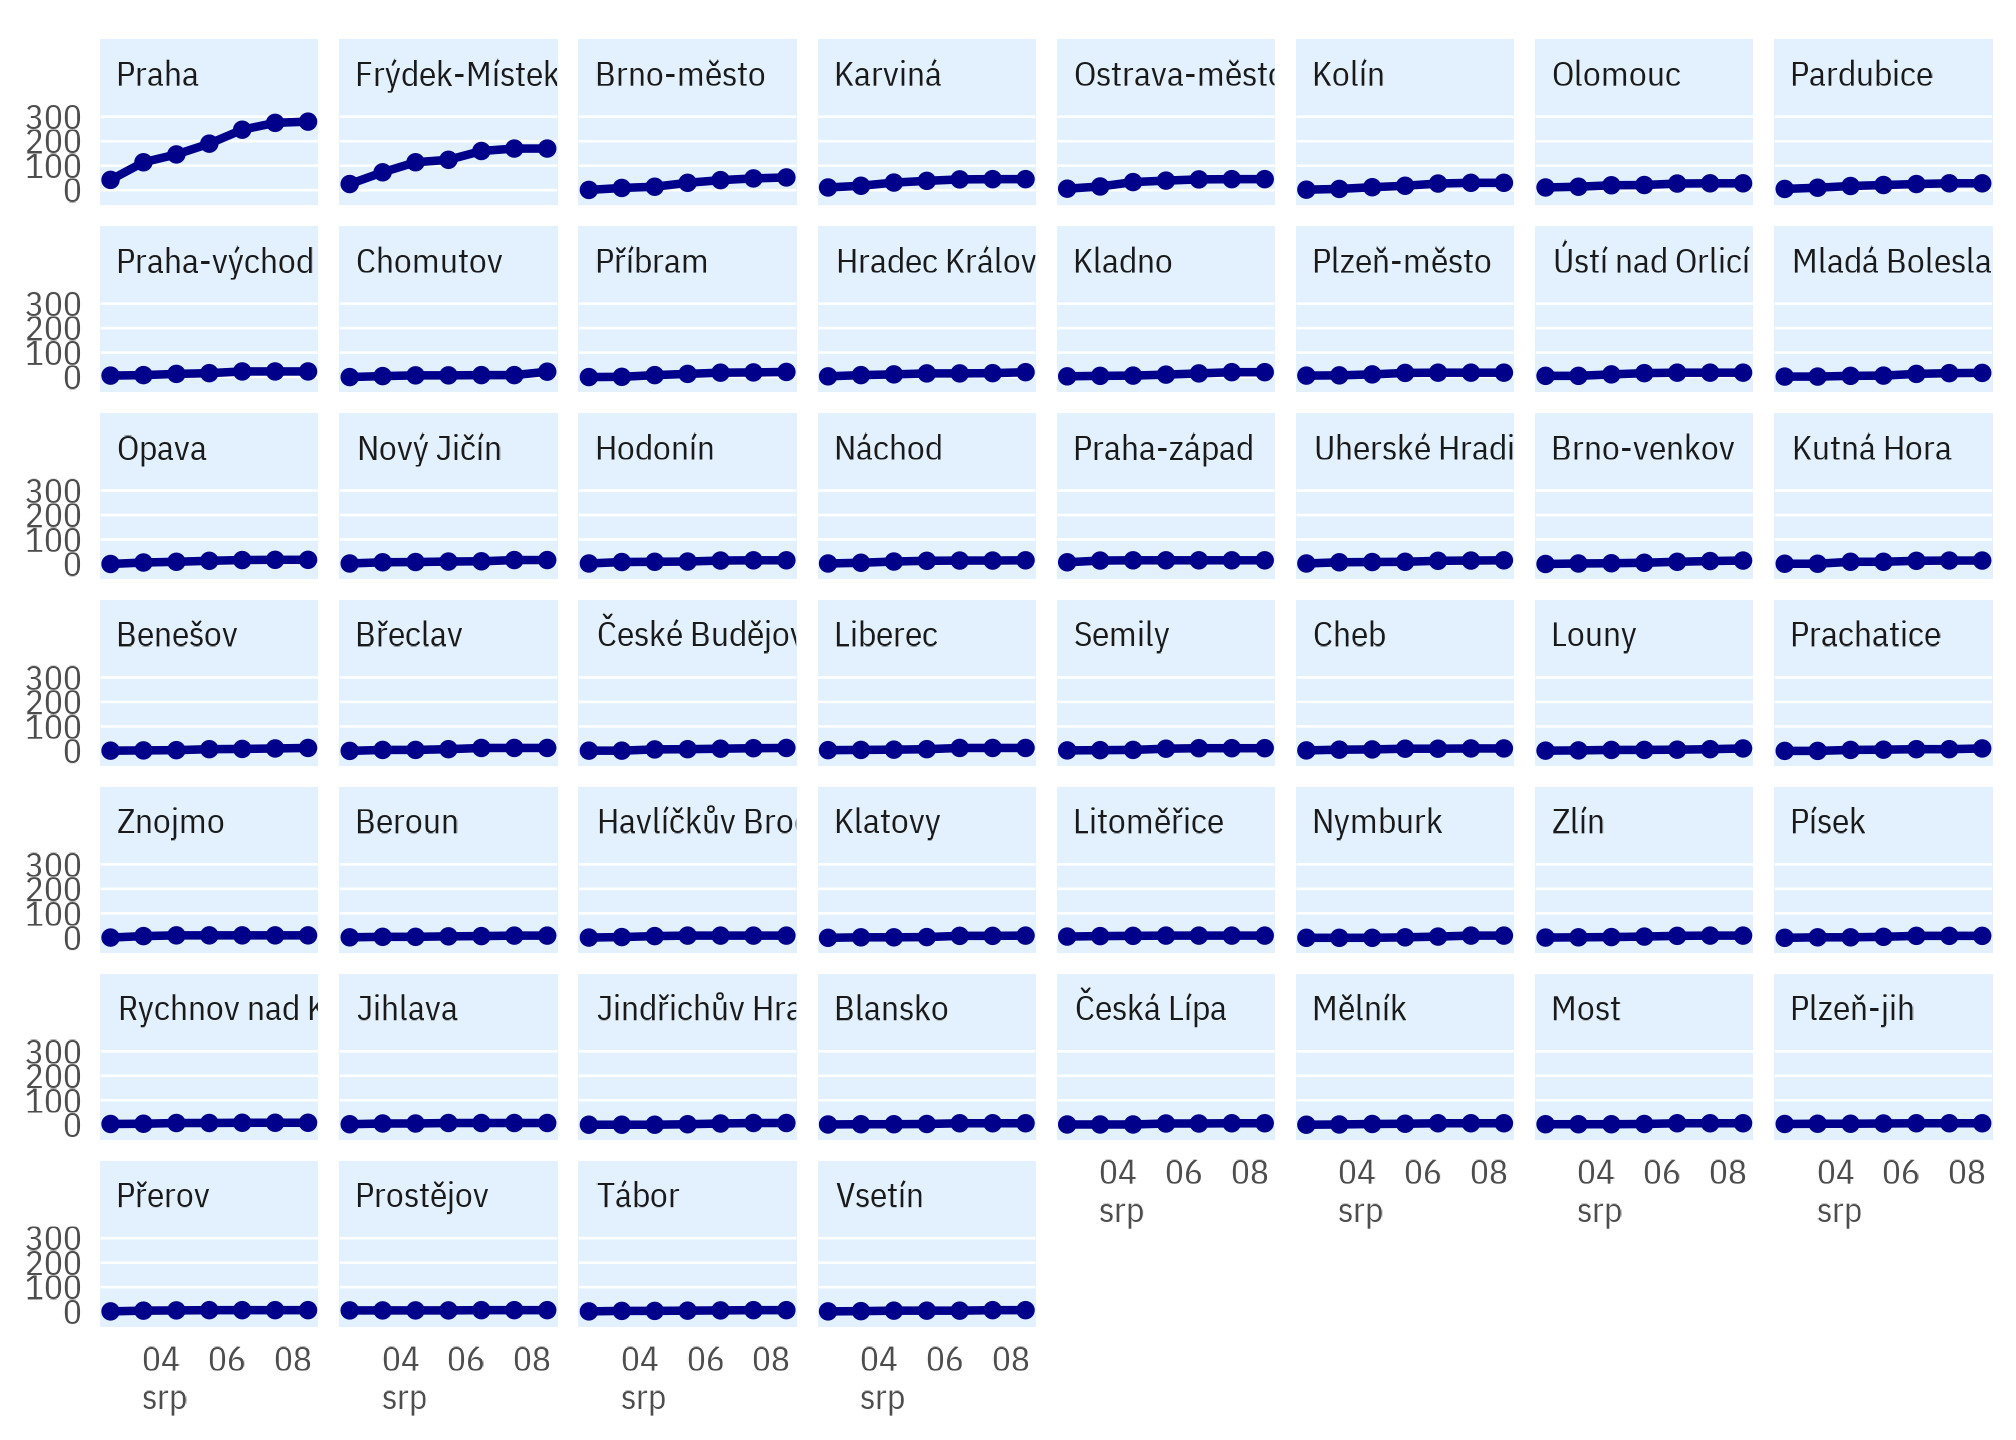 Praha Frýdek-Místek Brno-město Karviná Ostrava-město Kolín Olomouc Pardubice
300
200
100
0
Praha-východ Chomutov Příbram Hradec Králov Kladno Plzeň-město Ústí nad Orlicí Mladá Bolesla
300
200
100
0
Opava Nový Jičín Hodonín Náchod Praha-západ Uherské Hradi Brno-venkov Kutná Hora
300
200
100
0
Benešov Břeclav České Budějov Liberec Semily Cheb Louny Prachatice
300
200
100
0
Znojmo Beroun Havlíčkův Brod Klatovy Litoměřice Nymburk Zlín Písek
300
200
100
0
Rychnov nad K Jihlava Jindřichův Hra Blansko Česká Lípa Mělník Most Plzeň-jih
300
200
100
0
04 06 08 04 06 08 04 06 08 04 06 08
srp srp srp srp
Přerov Prostějov Tábor Vsetín
300
200
100
0
04 06 08 04 06 08 04 06 08 04 06 08
srp srp srp srp